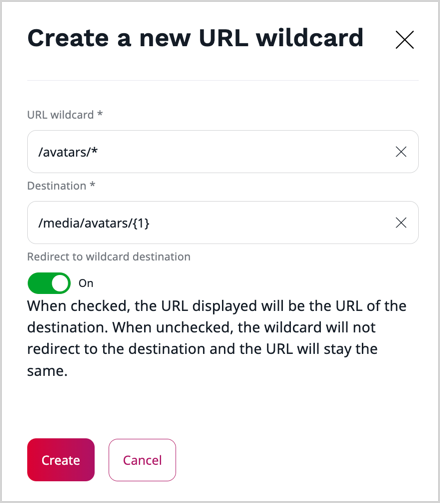 Create a new URL wildcard
URL wildcard *
/avatars/*
Destination *
/media/avatars/{1}
Redirect to wildcard destination
On
When checked, the URL displayed will be the URL of the
destination. When unchecked, the wildcard will not
redirect to the destination and the URL will stay the
same.
Create
Cancel